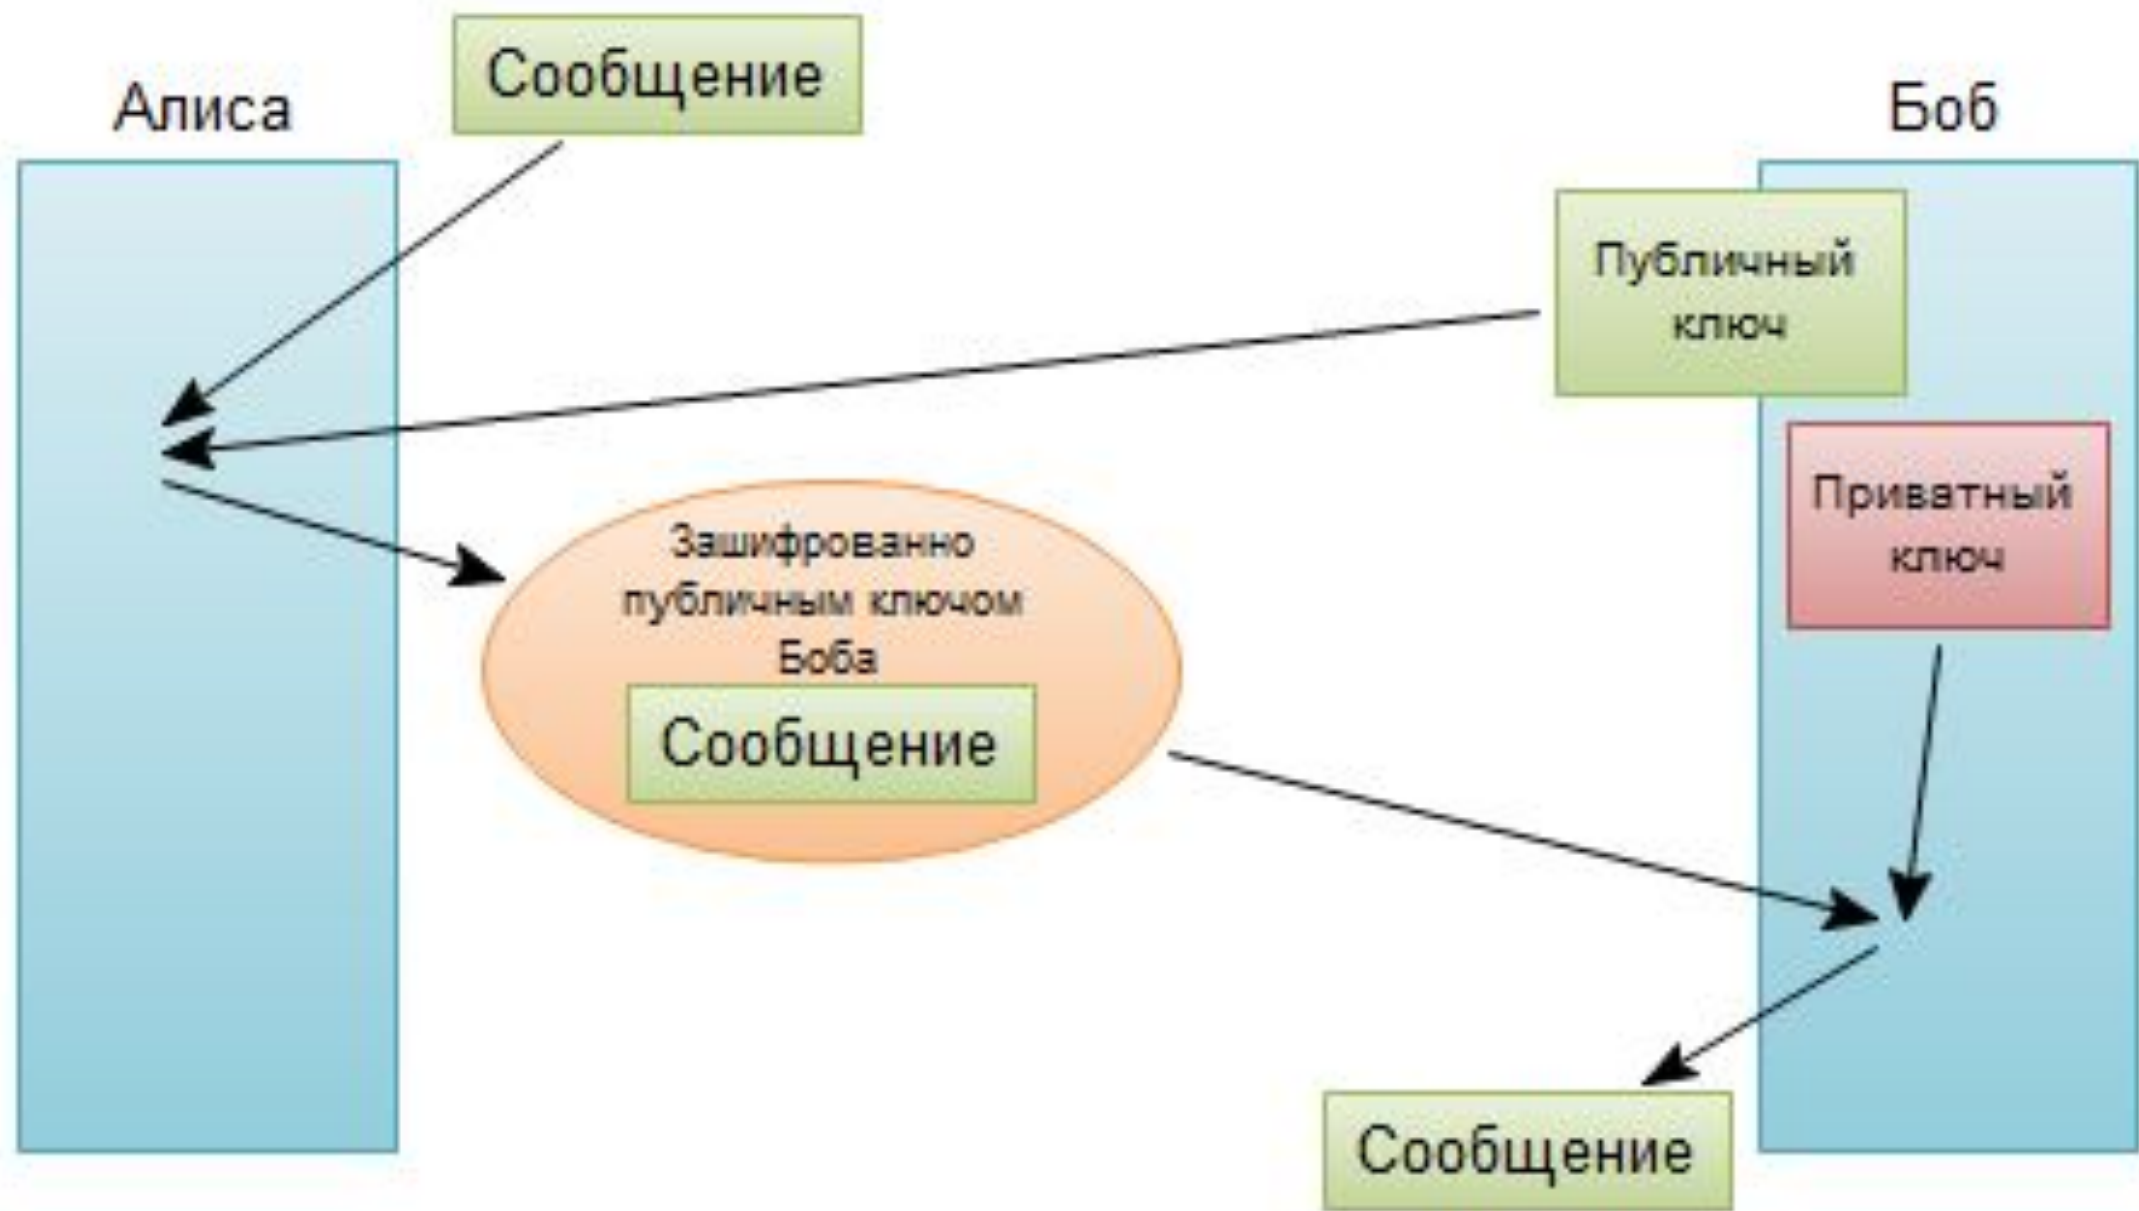 Сообщение
Алиса
Боб
Публичный
ключ
Приватный
ключ
Зашифрованно
публичным ключом
Боба
Сообщение
Сообщение